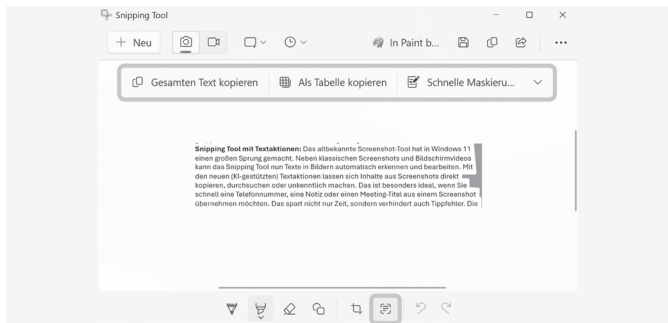 Snipping Tool
Neu
In Paint b...
Gesamten Text kopieren Als Tabelle kopieren Schnelle Maskieru...
Snipping Tool mit Textaktionen: Das altbekannte Screenshot-Tool hat in Windows 11
einen großen Sprung gemacht. Neben klassischen Screenshots und Bildschirmvideos
kann das Snipping Tool nun Texte in Bildern automatisch erkennen und bearbeiten. Mit
den neuen (KI-gestützten) Textaktionen lassen sich Inhalte aus Screenshots direkt
kopieren, durchsuchen oder unkenntlich machen. Das ist besonders ideal, wenn Sie
schnell eine Telefonnummer, eine Notiz oder einen Meeting-Titel aus einem Screenshot
übernehmen möchten. Das spart nicht nur Zeit, sondern verhindert auch Tippfehler. Die